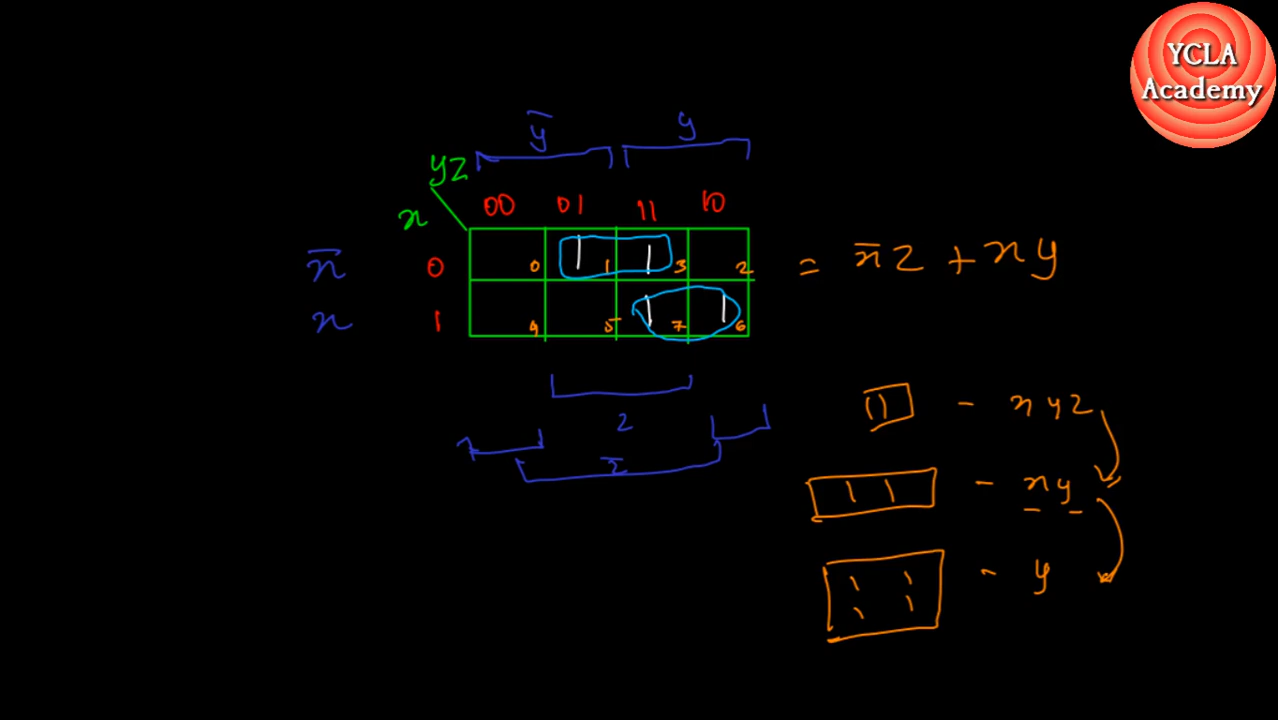 YCLA
Academy
y̅ y
yz
x 00 01 11 10
x̅ 0 1 1 = x̅z + xy
0 1 3 2
x 1 1 1
4 5 7 6
z
z̅
11 - xyz
1 1 - xy
1 1 - y
1 1